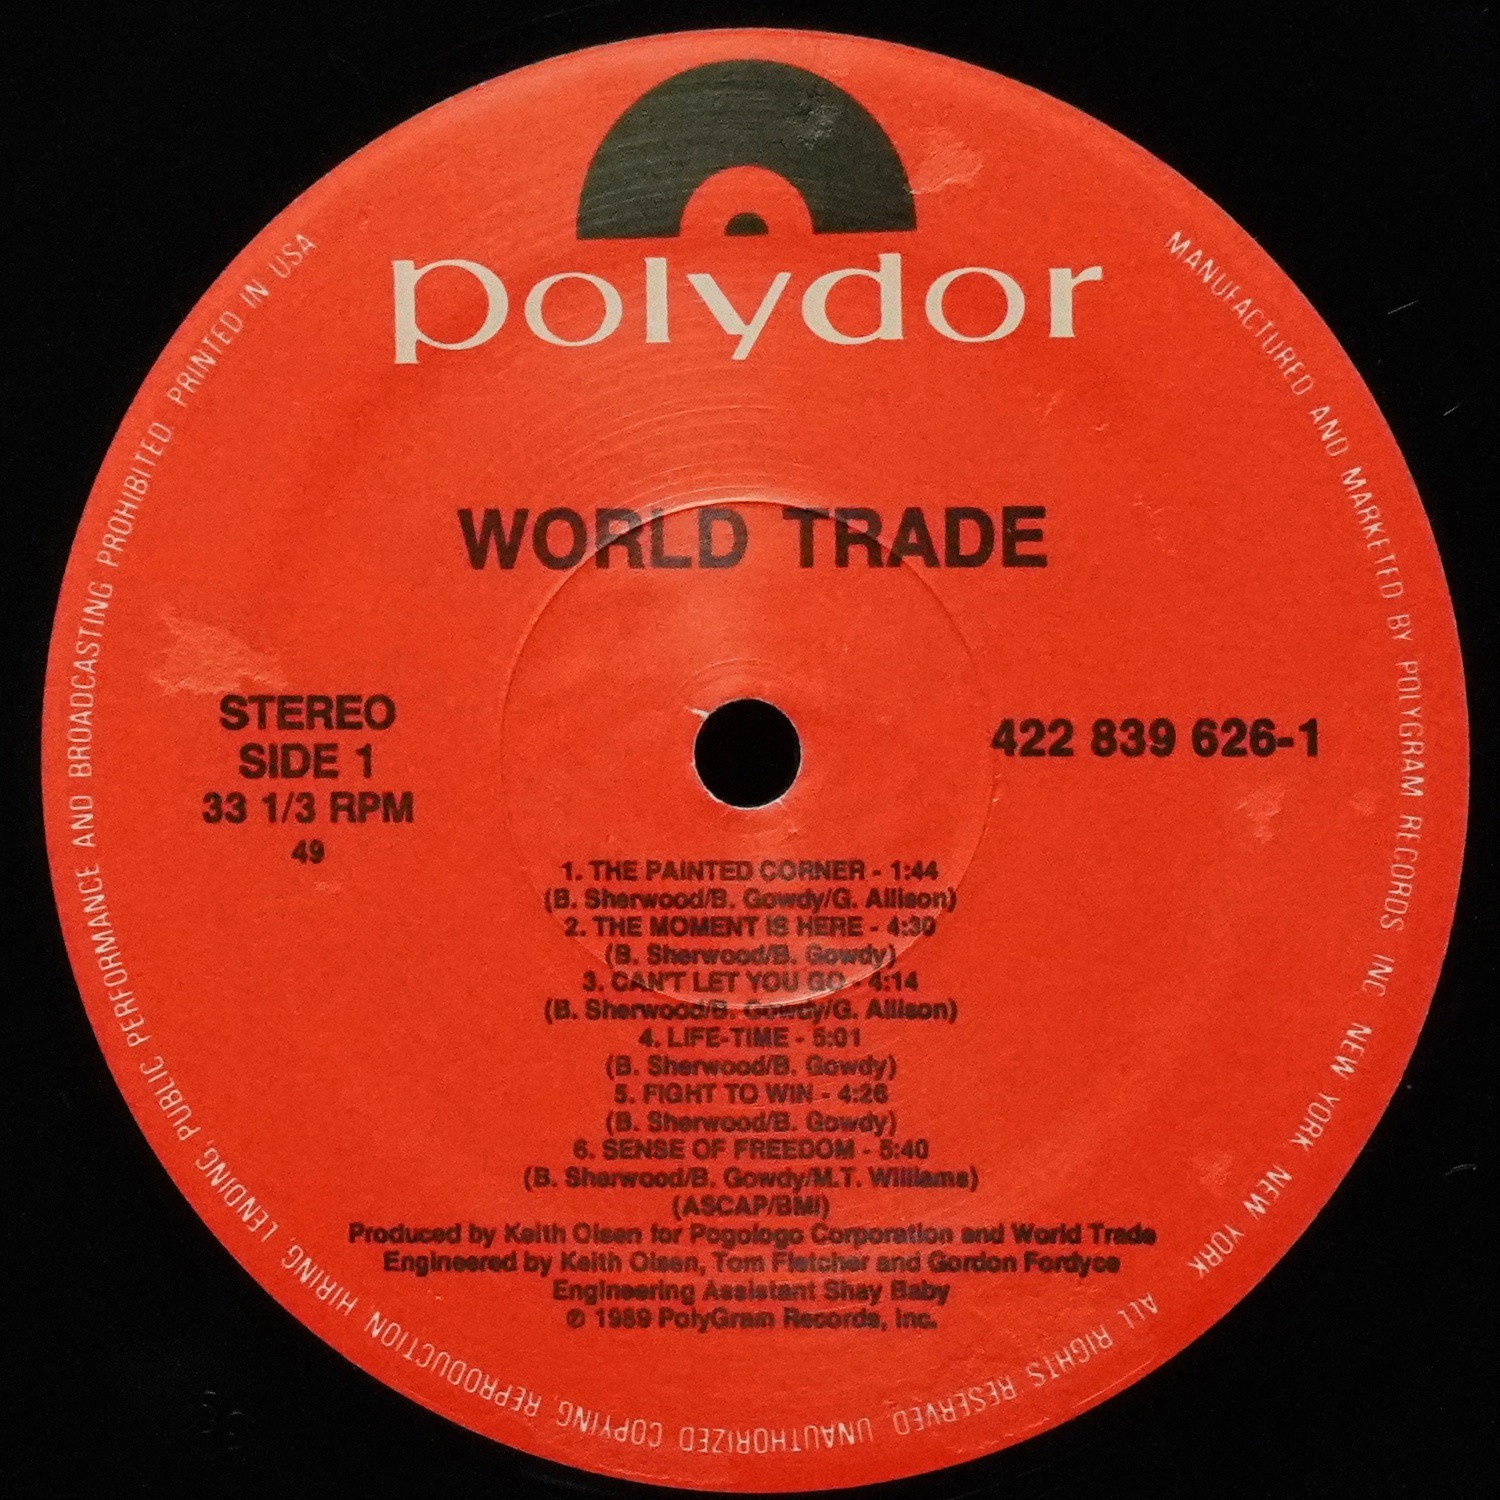 polydor
WORLD TRADE
STEREO
SIDE 1
33 1/3 RPM
49
422 839 626-1
1. THE PAINTED CORNER - 1:44
(B. Sherwood/B. Gowdy/G. Allison)
2. THE MOMENT IS HERE - 4:30
(B. Sherwood/B. Gowdy)
3. CAN'T LET YOU GO - 4:14
(B. Sherwood/B. Gowdy/G. Allison)
4. LIFE-TIME - 5:01
(B. Sherwood/B. Gowdy)
5. FIGHT TO WIN - 4:26
(B. Sherwood/B. Gowdy)
6. SENSE OF FREEDOM - 5:40
(B. Sherwood/B. Gowdy/M.T. Williams)
(ASCAP/BMI)
Produced by Keith Olsen for Pogologo Corporation and World Trade
Engineered by Keith Olsen, Tom Fletcher and Gordon Fordyce
Engineering Assistant Shay Baby
℗ 1989 PolyGram Records, Inc.
MANUFACTURED AND MARKETED BY POLYGRAM RECORDS INC NEW YORK NEW YORK ALL RIGHTS RESERVED UNAUTHORIZED COPYING, REPRODUCTION HIRING, LENDING, PUBLIC PERFORMANCE AND BROADCASTING PROHIBITED PRINTED IN USA